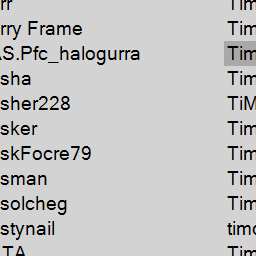 rr Tim
rry Frame Tim
AS.Pfc_halogurra Tim
sha Tim
sher228 TiM
sker Tim
skFocre79 Tim
sman Tim
solcheg Tim
stynail timo
TA Tim